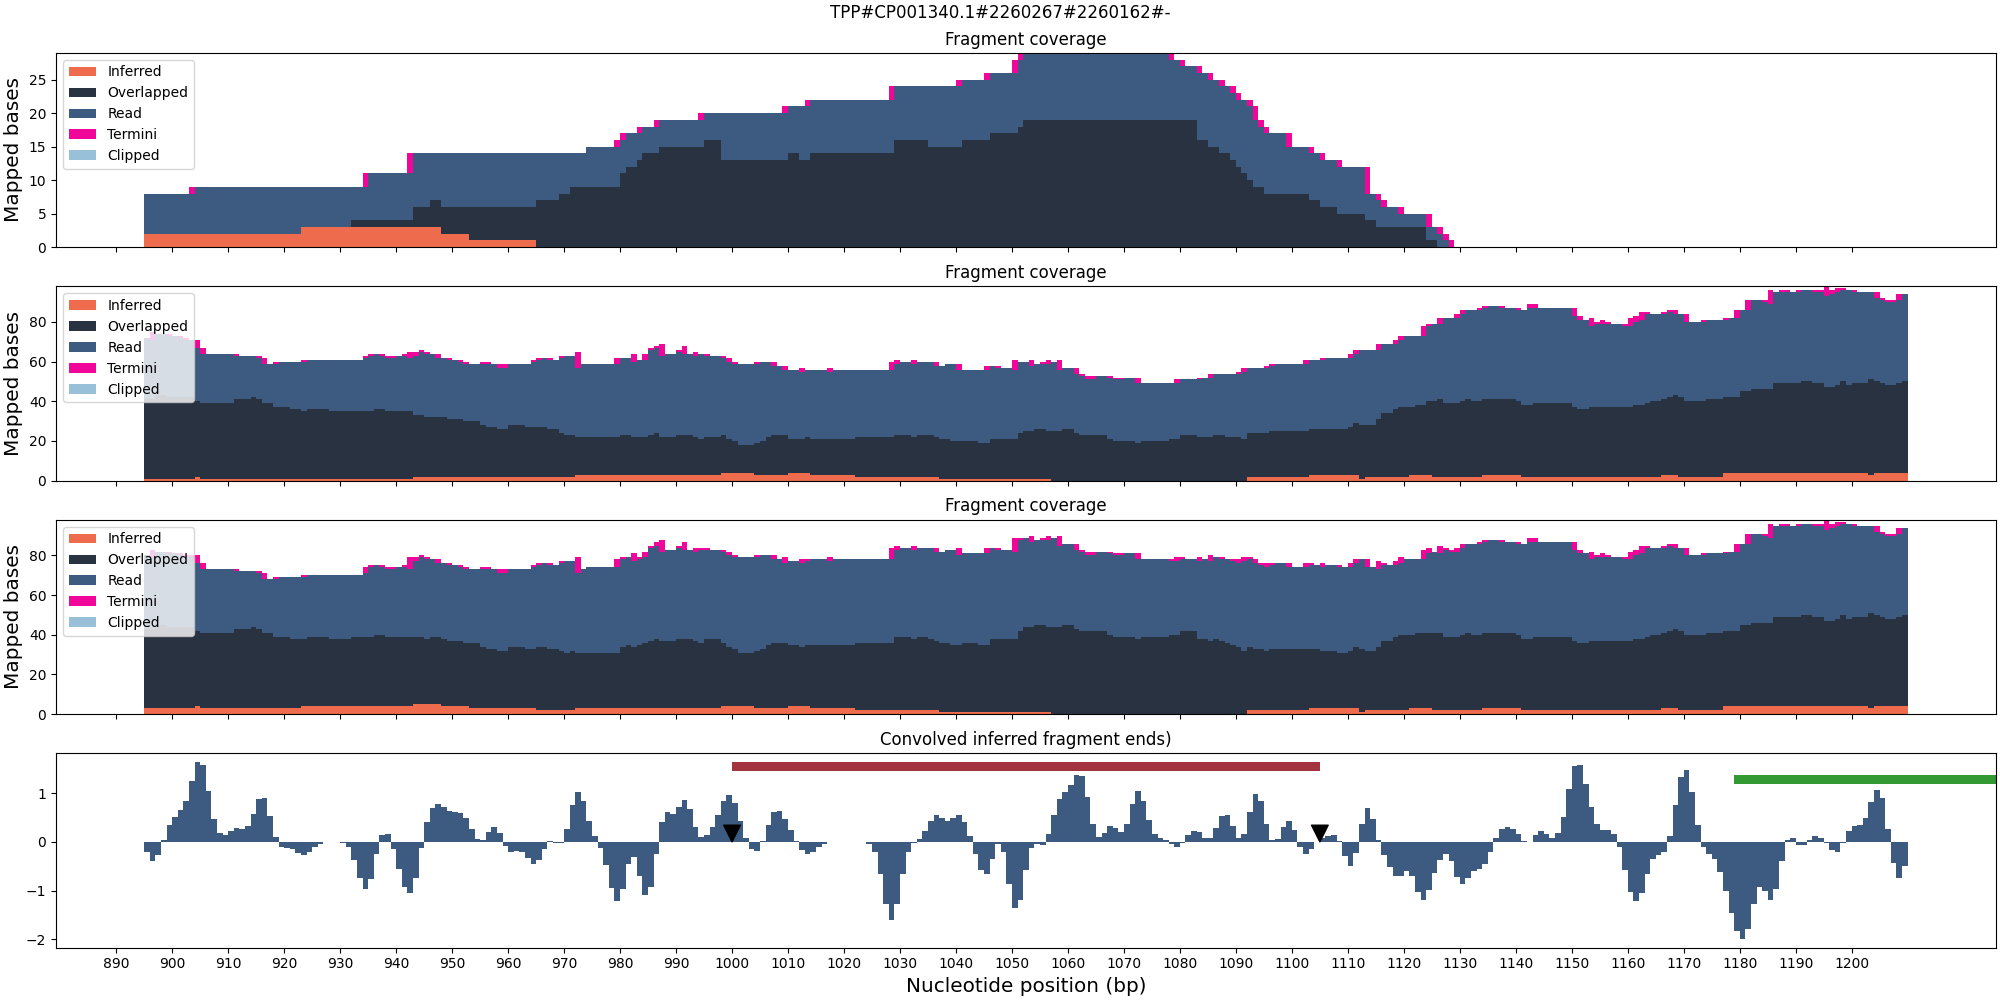 TPP#CP001340.1#2260267#2260162#-
Fragment coverage
Mapped bases
25
20
15
10
5
0
Inferred
Overlapped
Read
Termini
Clipped
Fragment coverage
Mapped bases
80
60
40
20
0
Inferred
Overlapped
Read
Termini
Clipped
Fragment coverage
Mapped bases
80
60
40
20
0
Inferred
Overlapped
Read
Termini
Clipped
Convolved inferred fragment ends)
1
0
−1
−2
890 900 910 920 930 940 950 960 970 980 990 1000 1010 1020 1030 1040 1050 1060 1070 1080 1090 1100 1110 1120 1130 1140 1150 1160 1170 1180 1190 1200
Nucleotide position (bp)